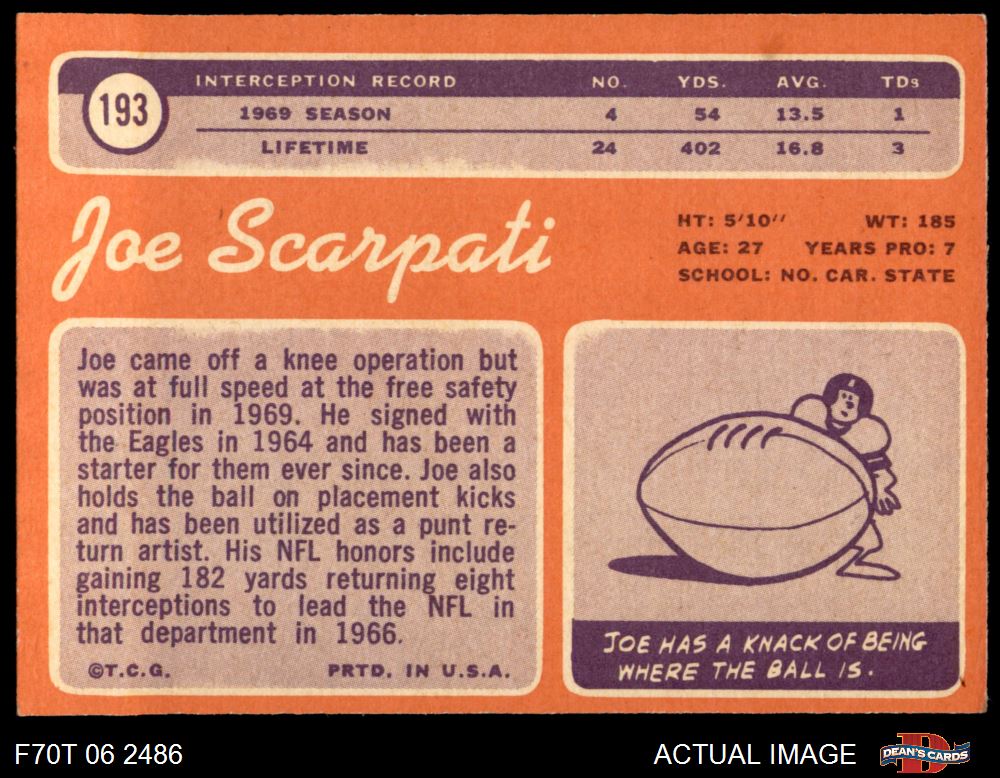 193
INTERCEPTION RECORD NO. YDS. AVG. TDs
1969 SEASON 4 54 13.5 1
LIFETIME 24 402 16.8 3
Joe Scarpati
HT: 5'10'' WT: 185
AGE: 27 YEARS PRO: 7
SCHOOL: NO. CAR. STATE
Joe came off a knee operation but
was at full speed at the free safety
position in 1969. He signed with
the Eagles in 1964 and has been a
starter for them ever since. Joe also
holds the ball on placement kicks
and has been utilized as a punt re-
turn artist. His NFL honors include
gaining 182 yards returning eight
interceptions to lead the NFL in
that department in 1966.
©T.C.G. PRTD. IN U.S.A.
JOE HAS A KNACK OF BEING
WHERE THE BALL IS.
F70T 06 2486
ACTUAL IMAGE
D
DEAN'S CARDS